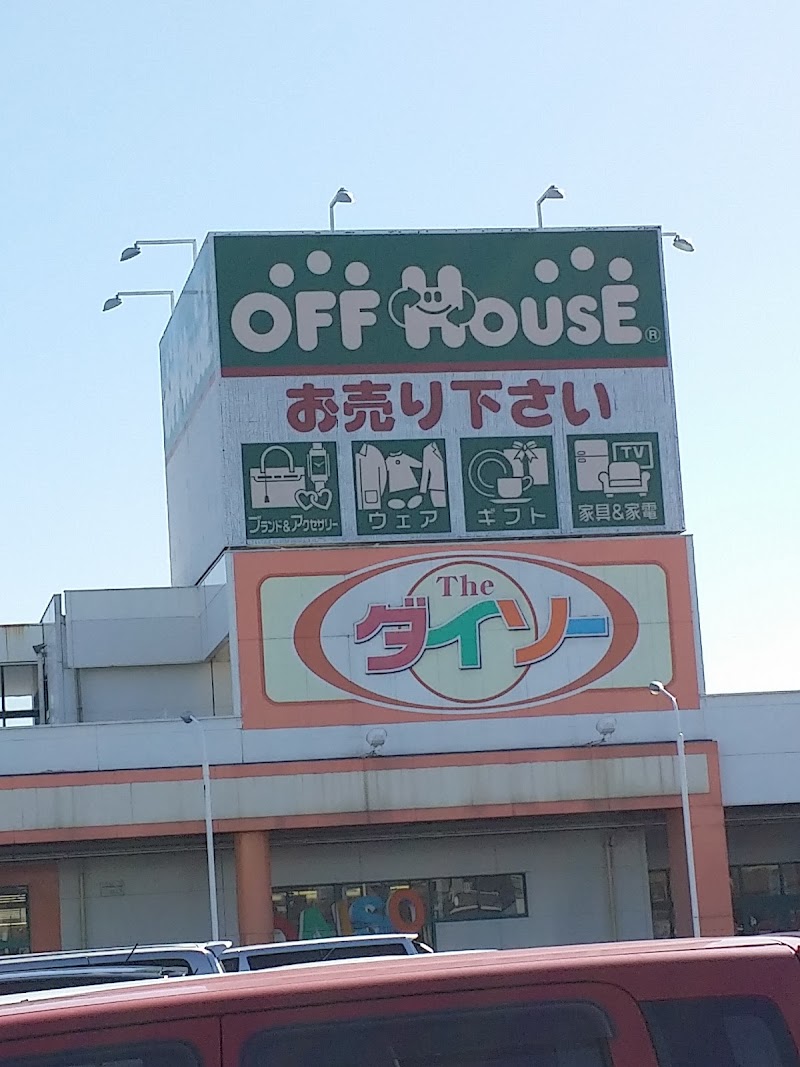 OFF HOUSE®
お売り下さい
ブランド&アクセサリー
ウェア
ギフト
TV
家具&家電
The
ダイソー
DAISO